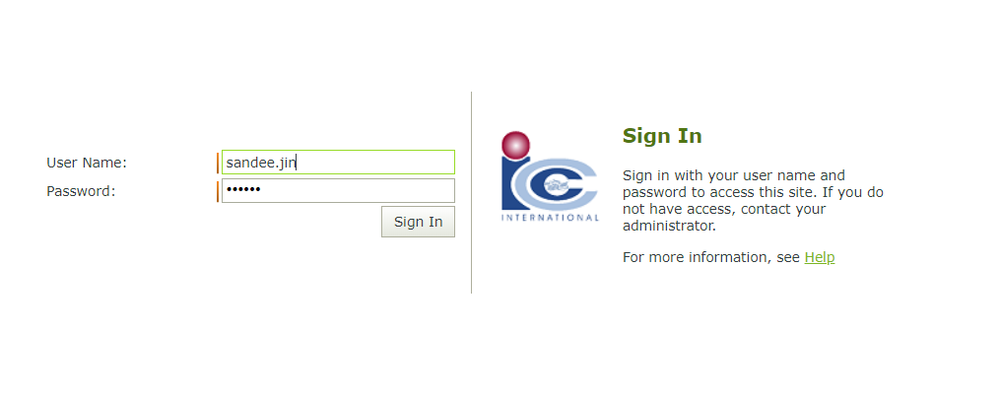 User Name:
sandee.jin
Password:
••••••
Sign In
iCC
INTERNATIONAL
Sign In
Sign in with your user name and
password to access this site. If you do
not have access, contact your
administrator.
For more information, see Help